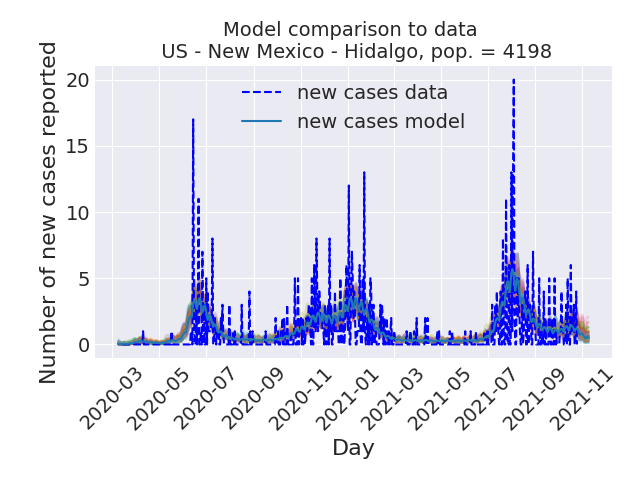 Model comparison to data
US - New Mexico - Hidalgo, pop. = 4198
Number of new cases reported
20
15
10
5
0
new cases data
new cases model
2020-03
2020-05
2020-07
2020-09
2020-11
2021-01
2021-03
2021-05
2021-07
2021-09
2021-11
Day